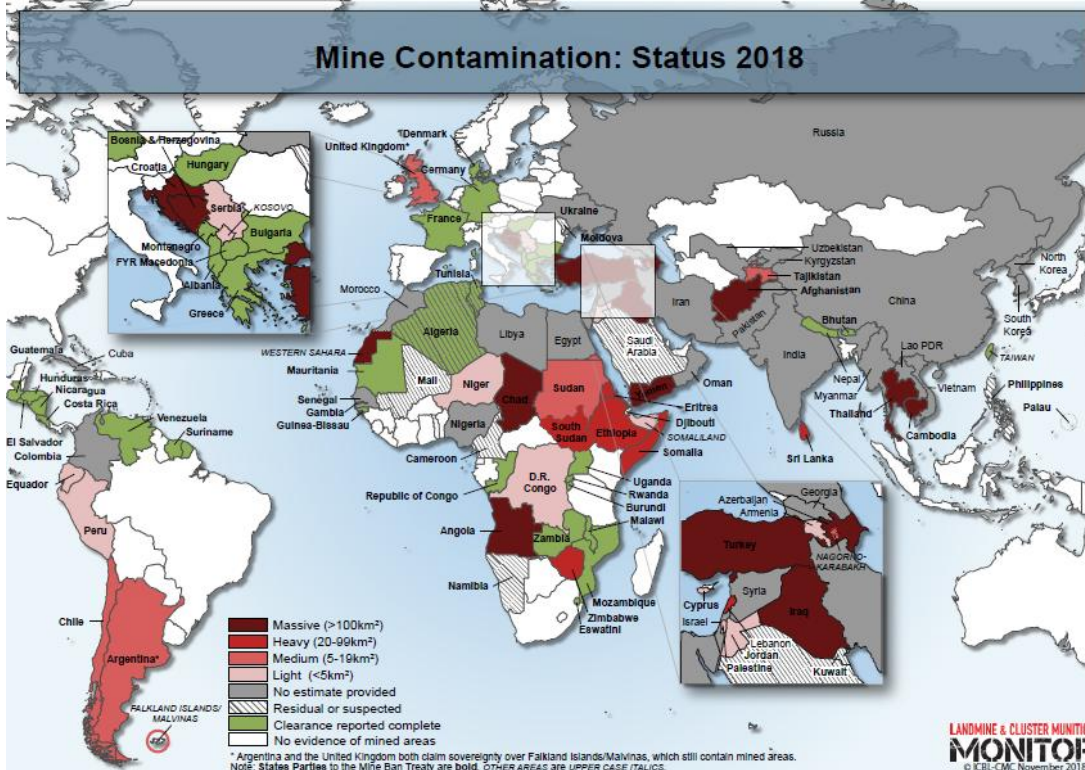 Mine Contamination: Status 2018
Bosnia & Herzegovina
Croatia
Hungary
Serbia
KOSOVO
Bulgaria
Montenegro
FYR Macedonia
Albania
Greece
Denmark
United Kingdom*
Germany
France
Ukraine
Moldova
Russia
Uzbekistan
Kyrgyzstan
Tajikistan
Afghanistan
North
Korea
South
Korea
China
Iran
Pakistan
Bhutan
India
Nepal
Myanmar
Thailand
Lao PDR
Vietnam
Cambodia
TAIWAN
Philippines
Palau
Sri Lanka
Tunisia
Morocco
Algeria
Libya
Egypt
Saudi
Arabia
Oman
Yemen
WESTERN SAHARA
Mauritania
Mali
Niger
Chad
Sudan
Eritrea
Djibouti
SOMALILAND
Somalia
Senegal
Gambia
Guinea-Bissau
Nigeria
Cameroon
South
Sudan
Ethiopia
D.R.
Congo
Republic of Congo
Uganda
Rwanda
Burundi
Malawi
Angola
Zambia
Namibia
Mozambique
Zimbabwe
Eswatini
Guatemala
Cuba
Hunduras
Nicaragua
Costa Rica
El Salvador
Venezuela
Suriname
Colombia
Equador
Peru
Chile
Argentina*
FALKLAND ISLANDS/
MALVINAS
Azerbaijan
Georgia
Armenia
Turkey
NAGORNO-
KARABAKH
Cyprus
Syria
Iraq
Israel
Lebanon
Jordan
Palestine
Kuwait
Massive (>100km²)
Heavy (20-99km²)
Medium (5-19km²)
Light (<5km²)
No estimate provided
Residual or suspected
Clearance reported complete
No evidence of mined areas
* Argentina and the United Kingdom both claim sovereignty over Falkland Islands/Malvinas, which still contain mined areas.
Note: States Parties to the Mine Ban Treaty are bold. OTHER AREAS are UPPER CASE ITALICS.
LANDMINE & CLUSTER MUNITIO
MONITOR
© ICBL-CMC November 2018